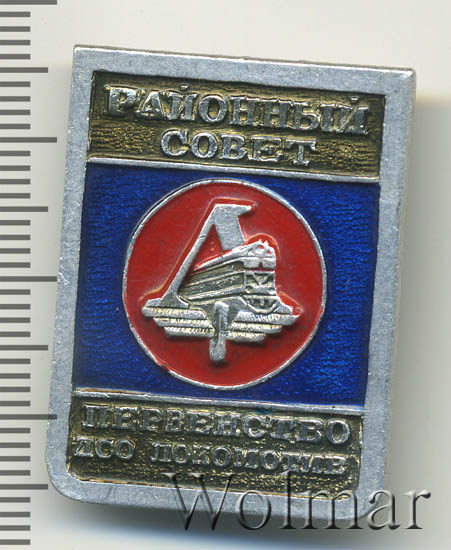 РАЙОННЫЙ
СОВЕТ
ПЕРВЕНСТВО
ДСО ЛОКОМОТИВ
Wolmar